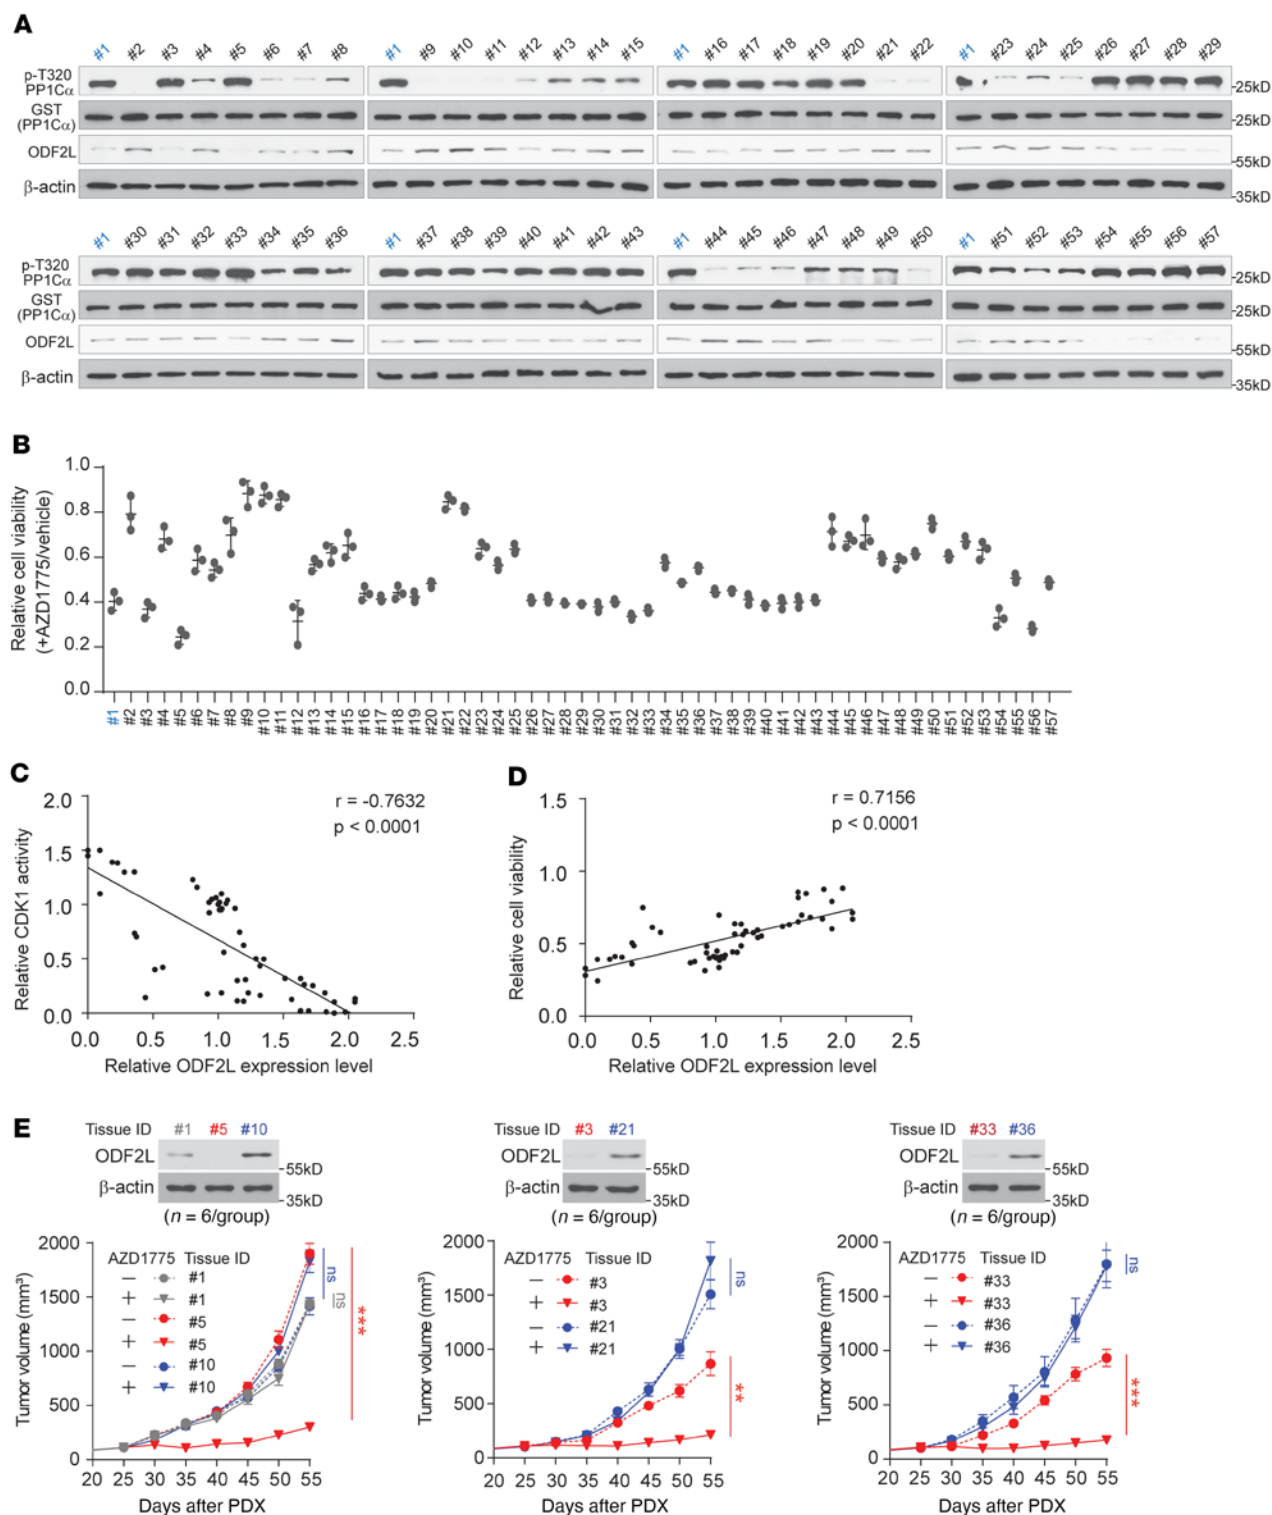 A
#1 #2 #3 #4 #5 #6 #7 #8 #1 #9 #10 #11 #12 #13 #14 #15 #1 #16 #17 #18 #19 #20 #21 #22 #1 #23 #24 #25 #26 #27 #28 #29
p-T320
PP1Cα
-25kD
GST
(PP1Cα)
-25kD
ODF2L
-55kD
β-actin
-35kD
#1 #30 #31 #32 #33 #34 #35 #36 #1 #37 #38 #39 #40 #41 #42 #43 #1 #44 #45 #46 #47 #48 #49 #50 #1 #51 #52 #53 #54 #55 #56 #57
p-T320
PP1Cα
-25kD
GST
(PP1Cα)
-25kD
ODF2L
-55kD
β-actin
-35kD
B
Relative cell viability
(+AZD1775/vehicle)
1.0
0.8
0.6
0.4
0.2
0.0
#1 #2 #3 #4 #5 #6 #7 #8 #9 #10 #11 #12 #13 #14 #15 #16 #17 #18 #19 #20 #21 #22 #23 #24 #25 #26 #27 #28 #29 #30 #31 #32 #33 #34 #35 #36 #37 #38 #39 #40 #41 #42 #43 #44 #45 #46 #47 #48 #49 #50 #51 #52 #53 #54 #55 #56 #57
C
r = -0.7632
p < 0.0001
Relative CDK1 activity
2.0
1.5
1.0
0.5
0.0
0.0 0.5 1.0 1.5 2.0 2.5
Relative ODF2L expression level
D
r = 0.7156
p < 0.0001
Relative cell viability
1.5
1.0
0.5
0.0
0.0 0.5 1.0 1.5 2.0 2.5
Relative ODF2L expression level
E
Tissue ID #1 #5 #10
ODF2L
-55kD
β-actin
-35kD
(n = 6/group)
AZD1775 Tissue ID
− #1
+ #1
− #5
+ #5
− #10
+ #10
ns
ns
***
Tumor volume (mm³)
2000
1500
1000
500
0
20 25 30 35 40 45 50 55
Days after PDX
Tissue ID #3 #21
ODF2L
-55kD
β-actin
-35kD
(n = 6/group)
AZD1775 Tissue ID
− #3
+ #3
− #21
+ #21
ns
**
Tumor volume (mm³)
2000
1500
1000
500
0
20 25 30 35 40 45 50 55
Days after PDX
Tissue ID #33 #36
ODF2L
-55kD
β-actin
-35kD
(n = 6/group)
AZD1775 Tissue ID
− #33
+ #33
− #36
+ #36
ns
***
Tumor volume (mm³)
2000
1500
1000
500
0
20 25 30 35 40 45 50 55
Days after PDX